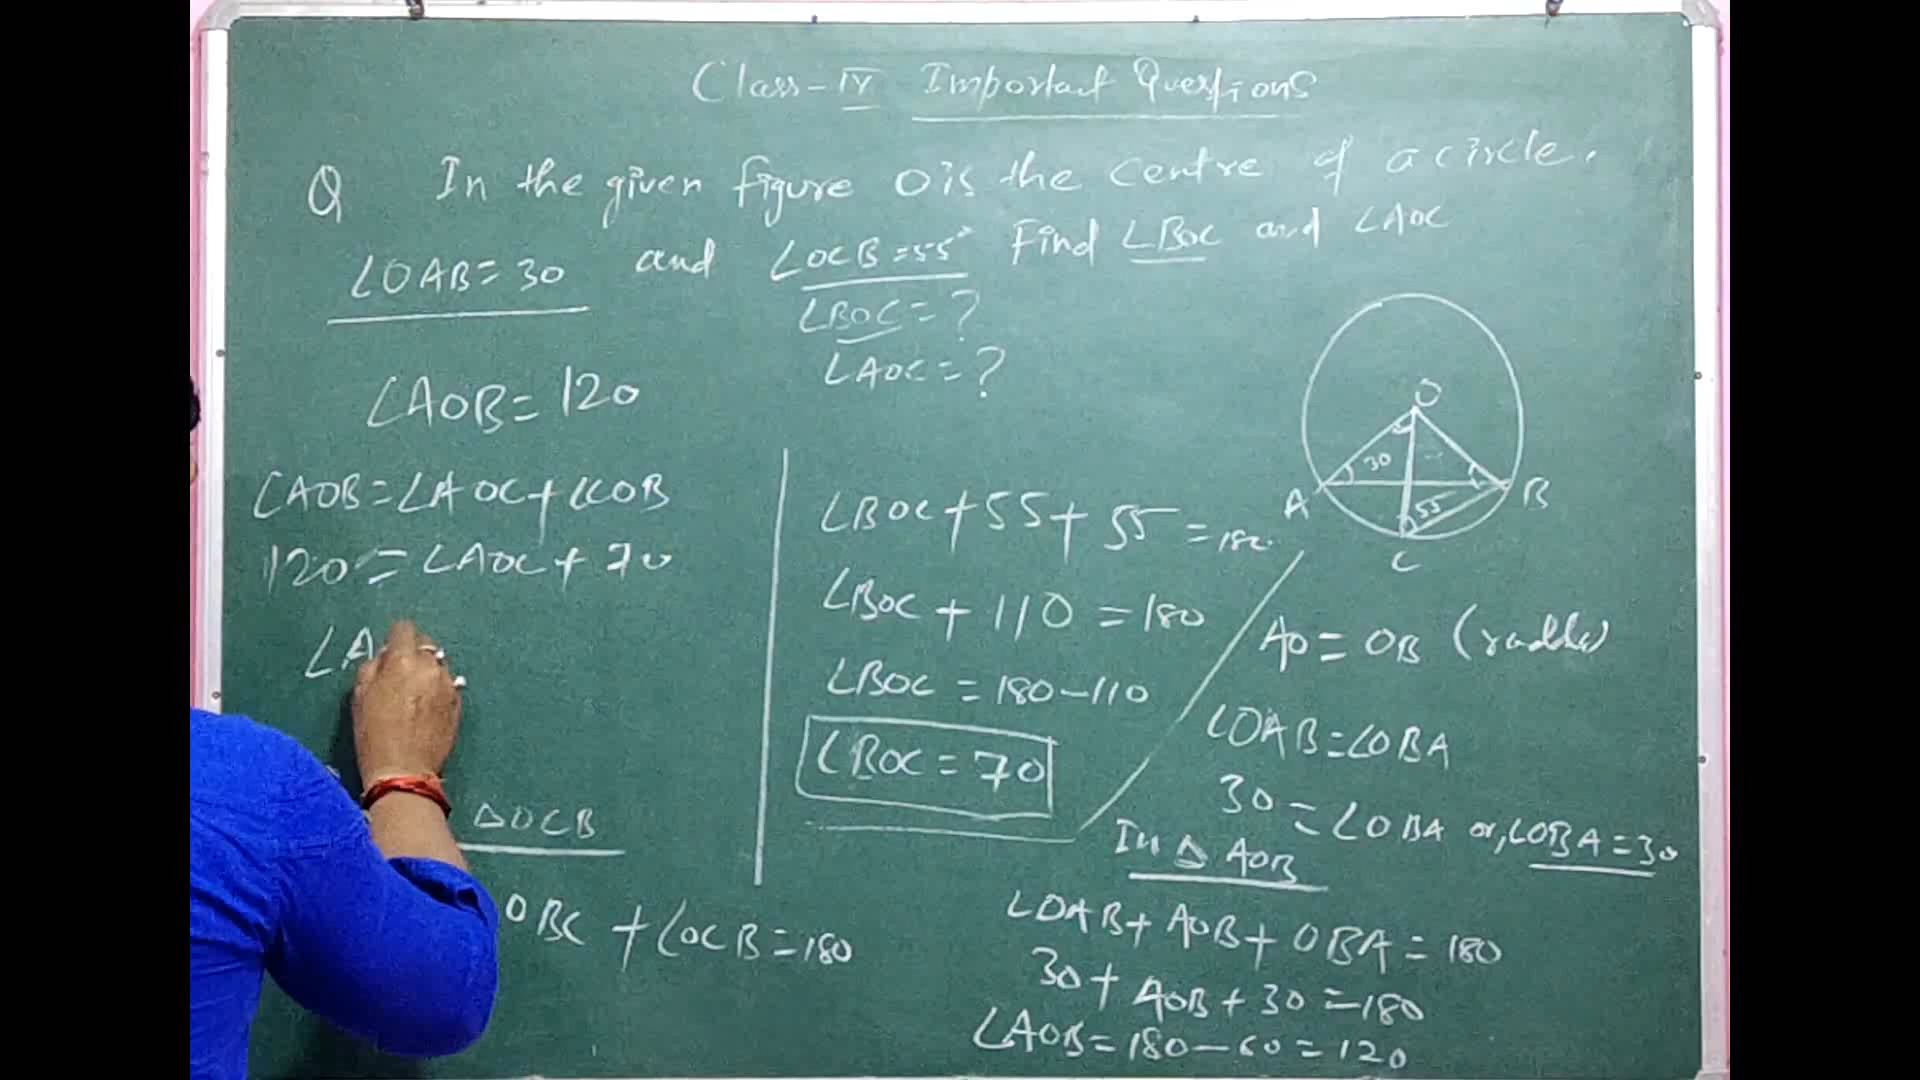 Class-IX Important Questions
Q In the given figure O is the centre of a circle.
∠OAB=30 and ∠OCB=55° Find ∠BOC and ∠AOC
∠BOC=?
∠AOC=?
∠AOB=120
∠AOB=∠AOC+∠COB
120=∠AOC+70
∠A
△OCB
OBC +∠OCB=180
∠BOC+55+55=180
∠BOC+110=180
∠BOC=180-110
∠BOC=70
O
30
A
B
55
C
AO=OB
∠OAB=∠OBA
30=∠OBA or,∠OBA=30
In △ AOB
∠OAB+AOB+OBA=180
30+AOB+30=180
∠AOB=180-60=120